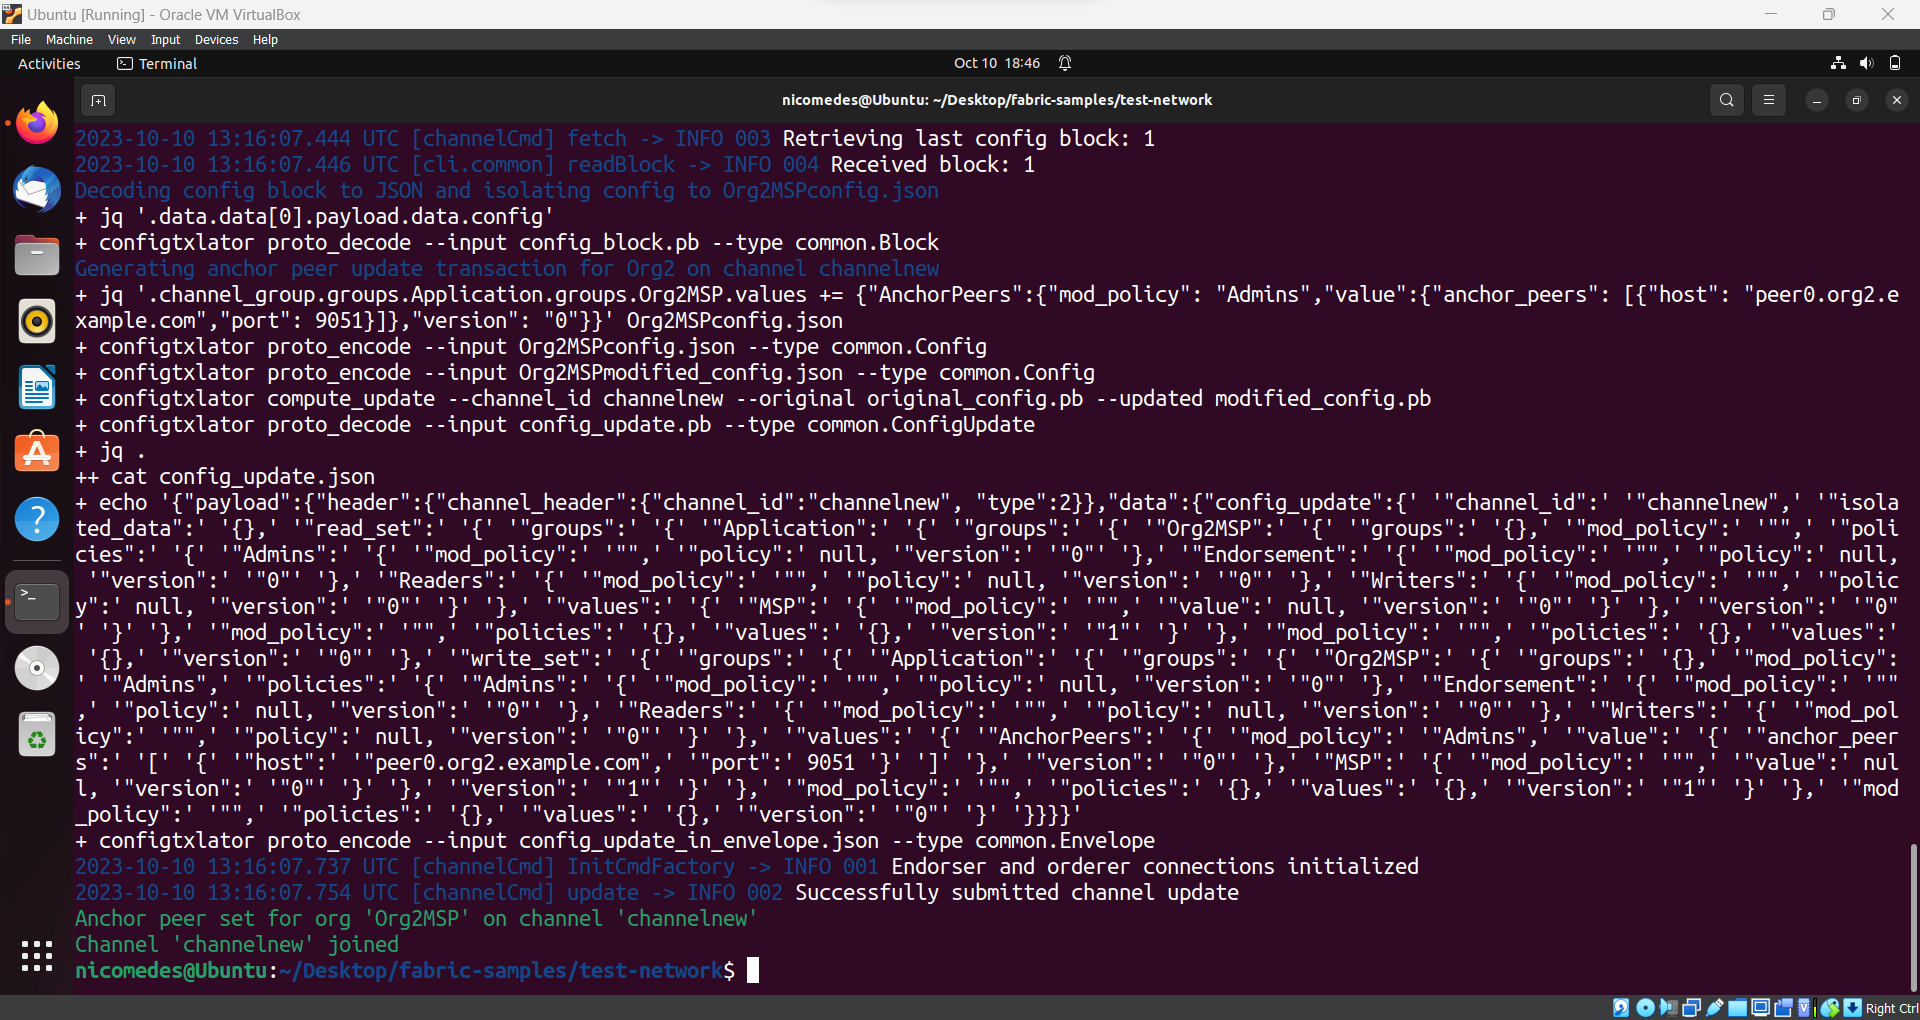 Ubuntu [Running] - Oracle VM VirtualBox
File Machine View Input Devices Help
Activities Terminal Oct 10 18:46
nicomedes@Ubuntu: ~/Desktop/fabric-samples/test-network
2023-10-10 13:16:07.444 UTC [channelCmd] fetch -> INFO 003 Retrieving last config block: 1
2023-10-10 13:16:07.446 UTC [cli.common] readBlock -> INFO 004 Received block: 1
Decoding config block to JSON and isolating config to Org2MSPconfig.json
+ jq '.data.data[0].payload.data.config'
+ configtxlator proto_decode --input config_block.pb --type common.Block
Generating anchor peer update transaction for Org2 on channel channelnew
+ jq '.channel_group.groups.Application.groups.Org2MSP.values += {"AnchorPeers":{"mod_policy": "Admins","value":{"anchor_peers": [{"host": "peer0.org2.e
xample.com","port": 9051}]},"version": "0"}}' Org2MSPconfig.json
+ configtxlator proto_encode --input Org2MSPconfig.json --type common.Config
+ configtxlator proto_encode --input Org2MSPmodified_config.json --type common.Config
+ configtxlator compute_update --channel_id channelnew --original original_config.pb --updated modified_config.pb
+ configtxlator proto_decode --input config_update.pb --type common.ConfigUpdate
+ jq .
++ cat config_update.json
+ echo '{"payload":{"header":{"channel_header":{"channel_id":"channelnew", "type":2}},"data":{"config_update":{' '"channel_id":' '"channelnew",' '"isola
ted_data":' '{},' '"read_set":' '{' '"groups":' '{' '"Application":' '{' '"groups":' '{' '"Org2MSP":' '{' '"groups":' '{},' '"mod_policy":' '"",' '"poli
cies":' '{' '"Admins":' '{' '"mod_policy":' '"",' '"policy":' null, '"version":' '"0"' '},' '"Endorsement":' '{' '"mod_policy":' '"",' '"policy":' null,
'"version":' '"0"' '},' '"Readers":' '{' '"mod_policy":' '"",' '"policy":' null, '"version":' '"0"' '},' '"Writers":' '{' '"mod_policy":' '"",' '"polic
y":' null, '"version":' '"0"' '}' '},' '"values":' '{' '"MSP":' '{' '"mod_policy":' '"",' '"value":' null, '"version":' '"0"' '}' '},' '"version":' '"0"
' '}' '},' '"mod_policy":' '"",' '"policies":' '{},' '"values":' '{},' '"version":' '"1"' '}' '},' '"mod_policy":' '"",' '"policies":' '{},' '"values":'
'{},' '"version":' '"0"' '},' '"write_set":' '{' '"groups":' '{' '"Application":' '{' '"groups":' '{' '"Org2MSP":' '{' '"groups":' '{},' '"mod_policy":
' '"Admins",' '"policies":' '{' '"Admins":' '{' '"mod_policy":' '"",' '"policy":' null, '"version":' '"0"' '},' '"Endorsement":' '{' '"mod_policy":' '""
,' '"policy":' null, '"version":' '"0"' '},' '"Readers":' '{' '"mod_policy":' '"",' '"policy":' null, '"version":' '"0"' '},' '"Writers":' '{' '"mod_pol
icy":' '"",' '"policy":' null, '"version":' '"0"' '}' '},' '"values":' '{' '"AnchorPeers":' '{' '"mod_policy":' '"Admins",' '"value":' '{' '"anchor_peer
s":' '[' '{' '"host":' '"peer0.org2.example.com",' '"port":' 9051 '}' ']' '},' '"version":' '"0"' '},' '"MSP":' '{' '"mod_policy":' '"",' '"value":' nul
l, '"version":' '"0"' '}' '},' '"version":' '"1"' '}' '},' '"mod_policy":' '"",' '"policies":' '{},' '"values":' '{},' '"version":' '"1"' '}' '},' '"mod
_policy":' '"",' '"policies":' '{},' '"values":' '{},' '"version":' '"0"' '}' '}}}}'
+ configtxlator proto_encode --input config_update_in_envelope.json --type common.Envelope
2023-10-10 13:16:07.737 UTC [channelCmd] InitCmdFactory -> INFO 001 Endorser and orderer connections initialized
2023-10-10 13:16:07.754 UTC [channelCmd] update -> INFO 002 Successfully submitted channel update
Anchor peer set for org 'Org2MSP' on channel 'channelnew'
Channel 'channelnew' joined
nicomedes@Ubuntu:~/Desktop/fabric-samples/test-network$
Right Ctrl